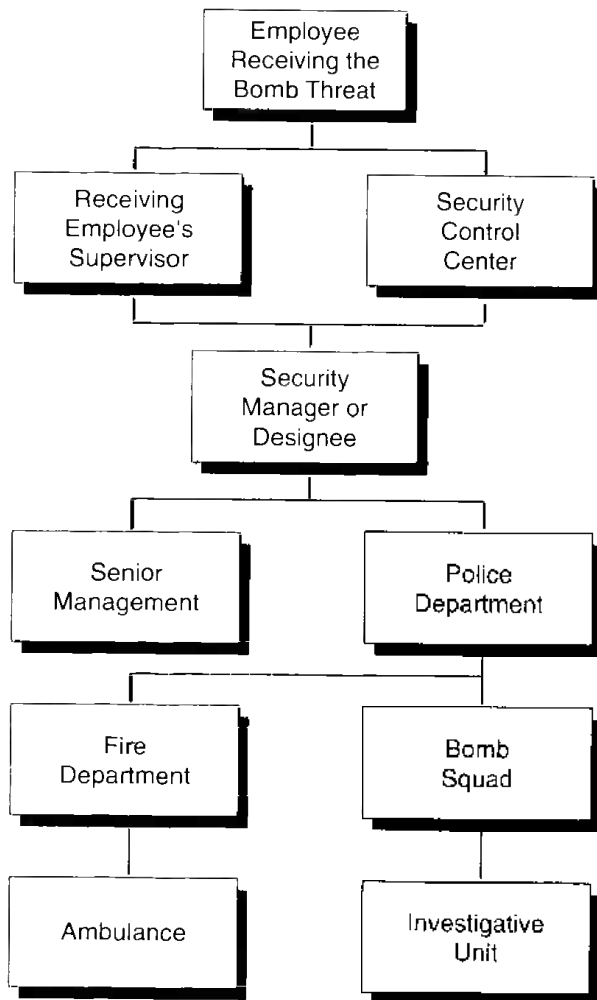 Employee
Receiving the
Bomb Threat
Receiving
Employee's
Supervisor
Security
Control
Center
Security
Manager or
Designee
Senior
Management
Police
Department
Fire
Department
Bomb
Squad
Ambulance
Investigative
Unit